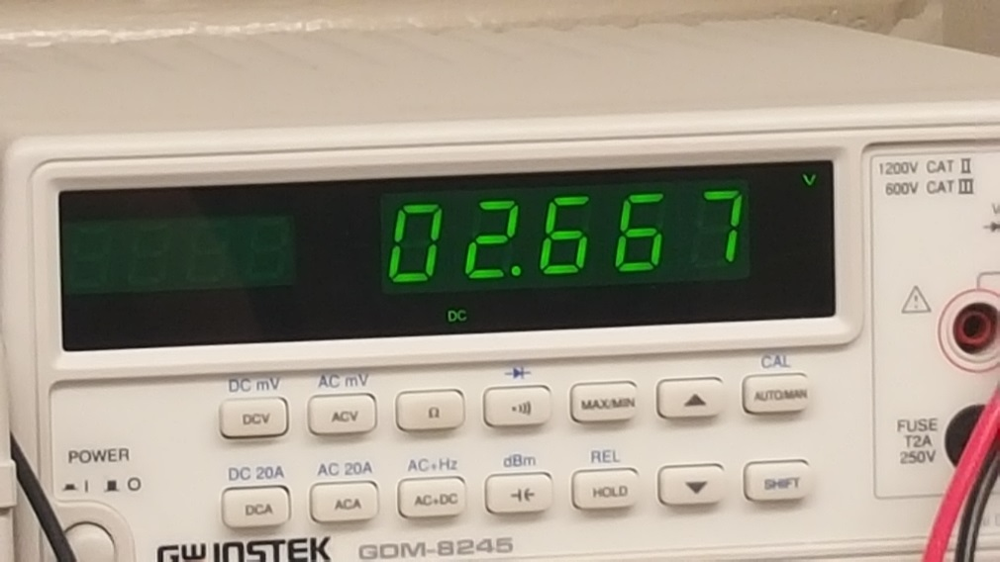 V
02.667
DC
1200V CAT II
600V CAT III
DC mV AC mV CAL
DCV ACV Ω MAX/MIN ▲ AUTO/MAN
POWER
I O
DC 20A AC 20A AC+Hz dBm REL
DCA ACA AC+DC HOLD ▼ SHIFT
FUSE
T2A
250V
GW INSTEK GDM-8245